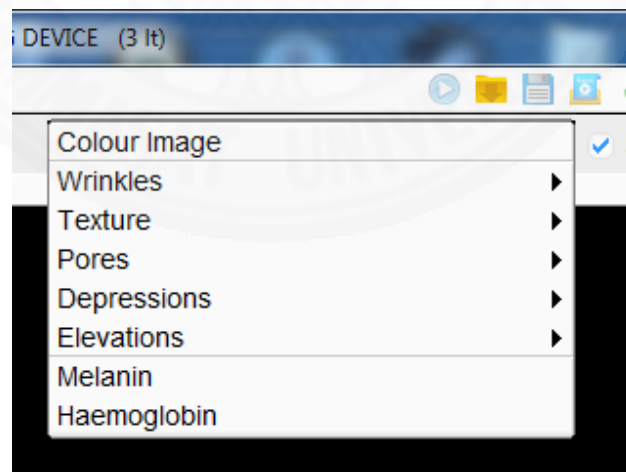 DEVICE (3 lt)
Colour Image
Wrinkles
Texture
Pores
Depressions
Elevations
Melanin
Haemoglobin